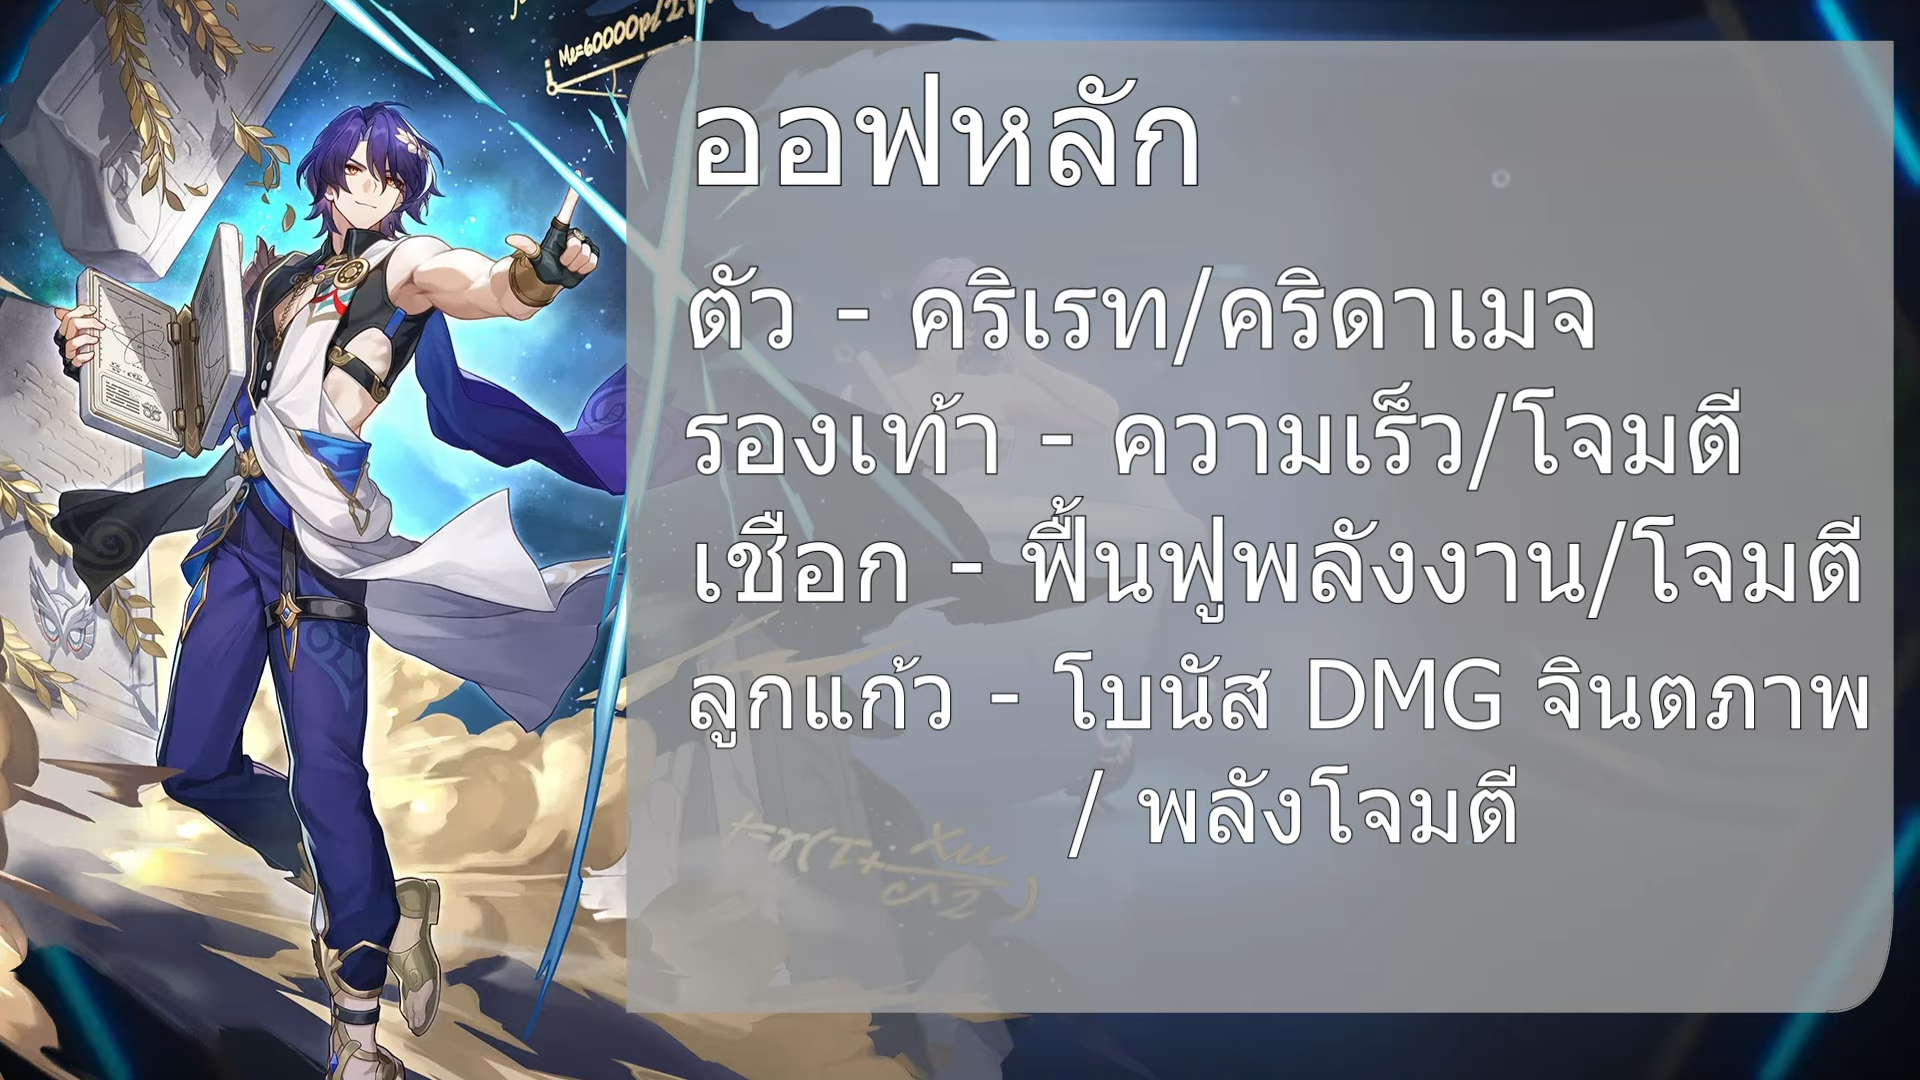 Me=60000p/2
ออฟหลัก
ตัว - คริเรท/คริดาเมจ
รองเท้า - ความเร็ว/โจมตี
เชือก - ฟื้นฟูพลังงาน/โจมตี
ลูกแก้ว - โบนัส DMG จินตภาพ
/ พลังโจมตี